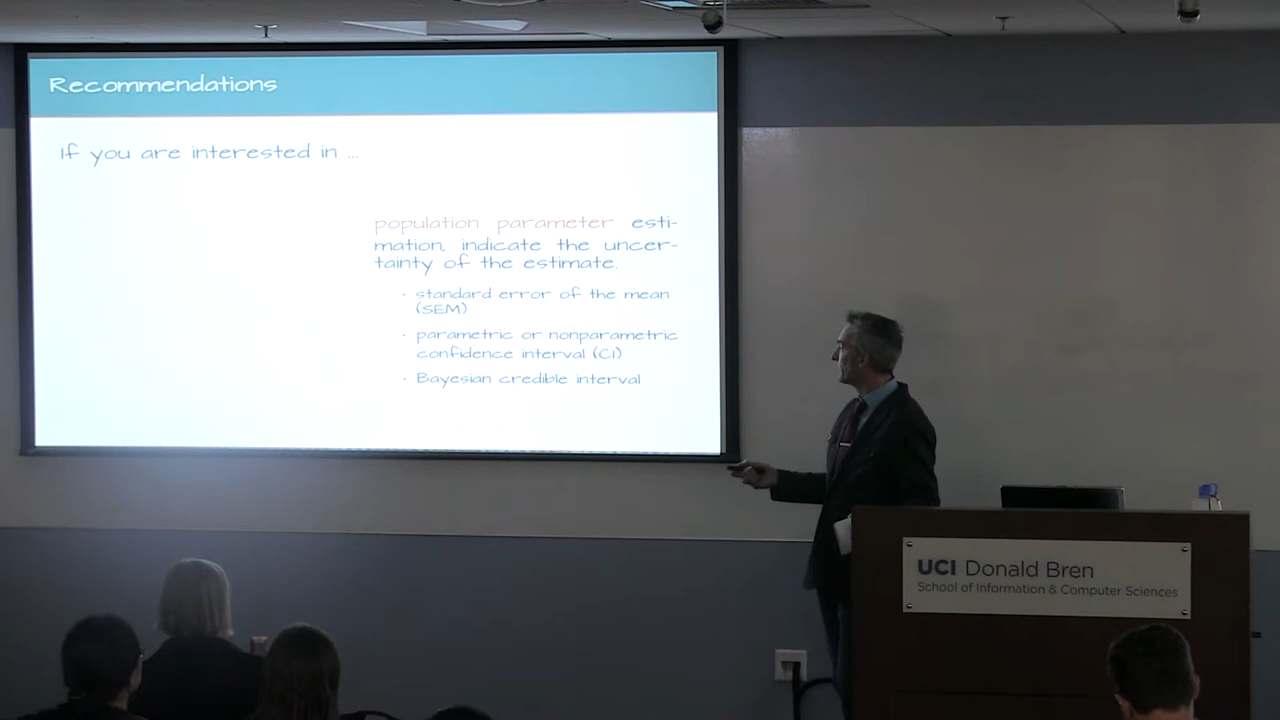 Recommendations
If you are interested in ...
population parameter esti-
mation, indicate the uncer-
tainty of the estimate.
· standard error of the mean
(SEM)
· parametric or nonparametric
confidence interval (CI)
· Bayesian credible interval
UCI Donald Bren
School of Information & Computer Sciences